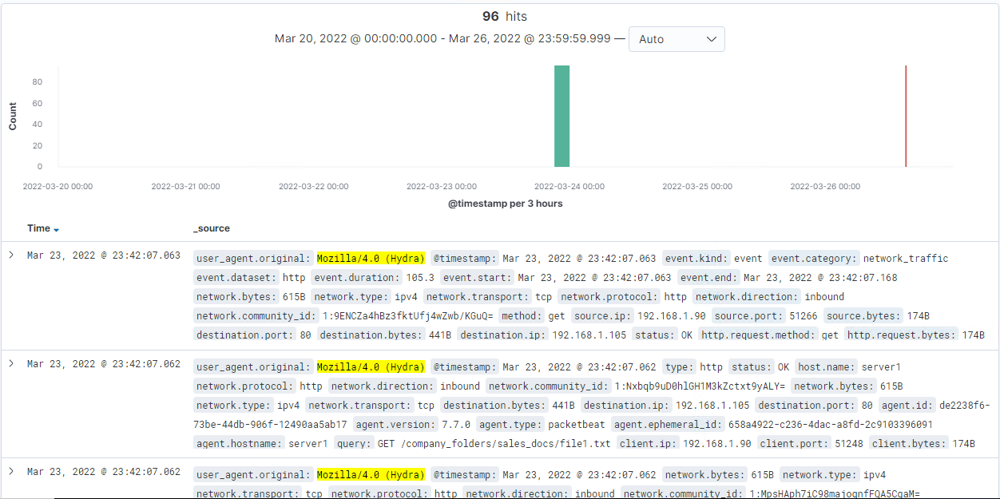 96 hits
Mar 20, 2022 @ 00:00:00.000 - Mar 26, 2022 @ 23:59:59.999 — Auto
Count
80
60
40
20
0
2022-03-20 00:00 2022-03-21 00:00 2022-03-22 00:00 2022-03-23 00:00 2022-03-24 00:00 2022-03-25 00:00 2022-03-26 00:00
@timestamp per 3 hours
Time _source
Mar 23, 2022 @ 23:42:07.063 user_agent.original: Mozilla/4.0 (Hydra) @timestamp: Mar 23, 2022 @ 23:42:07.063 event.kind: event event.category: network_traffic
event.dataset: http event.duration: 105.3 event.start: Mar 23, 2022 @ 23:42:07.063 event.end: Mar 23, 2022 @ 23:42:07.168
network.bytes: 615B network.type: ipv4 network.transport: tcp network.protocol: http network.direction: inbound
network.community_id: 1:9ENCZa4hBz3fktUfj4wZwb/KGuQ= method: get source.ip: 192.168.1.90 source.port: 51266 source.bytes: 174B
destination.port: 80 destination.bytes: 441B destination.ip: 192.168.1.105 status: OK http.request.method: get http.request.bytes: 174B
Mar 23, 2022 @ 23:42:07.062 user_agent.original: Mozilla/4.0 (Hydra) @timestamp: Mar 23, 2022 @ 23:42:07.062 type: http status: OK host.name: server1
network.protocol: http network.direction: inbound network.community_id: 1:Nxbqb9uD0hlGH1M3kZctxt9yALY= network.bytes: 615B
network.type: ipv4 network.transport: tcp destination.bytes: 441B destination.ip: 192.168.1.105 destination.port: 80 agent.id: de2238f6-
73be-44db-906f-12490aa5ab17 agent.version: 7.7.0 agent.type: packetbeat agent.ephemeral_id: 658a4922-c236-4dac-a8fd-2c9103396091
agent.hostname: server1 query: GET /company_folders/sales_docs/file1.txt client.ip: 192.168.1.90 client.port: 51248 client.bytes: 174B
Mar 23, 2022 @ 23:42:07.062 user_agent.original: Mozilla/4.0 (Hydra) @timestamp: Mar 23, 2022 @ 23:42:07.062 network.bytes: 615B network.type: ipv4
network.transport: tcp network.protocol: http network.direction: inbound network.community_id: